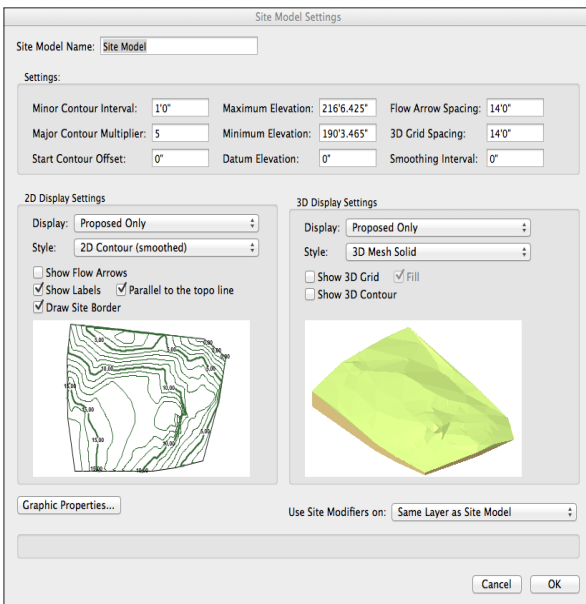 Site Model Settings
Site Model Name: Site Model
Settings:
Minor Contour Interval: 1'0" Maximum Elevation: 216'6.425" Flow Arrow Spacing: 14'0"
Major Contour Multiplier: 5 Minimum Elevation: 190'3.465" 3D Grid Spacing: 14'0"
Start Contour Offset: 0" Datum Elevation: 0" Smoothing Interval: 0"
2D Display Settings
Display: Proposed Only
Style: 2D Contour (smoothed)
Show Flow Arrows
Show Labels Parallel to the topo line
Draw Site Border
3D Display Settings
Display: Proposed Only
Style: 3D Mesh Solid
Show 3D Grid Fill
Show 3D Contour
Graphic Properties...
Use Site Modifiers on: Same Layer as Site Model
Cancel OK